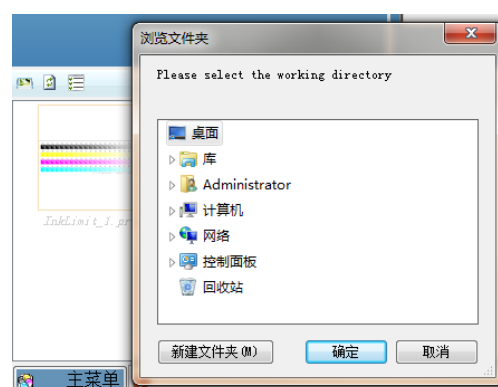 浏览文件夹
Please select the working directory
桌面
库
Administrator
计算机
网络
控制面板
回收站
InkLimit_1.pr
新建文件夹(M)
确定
取消
主菜单